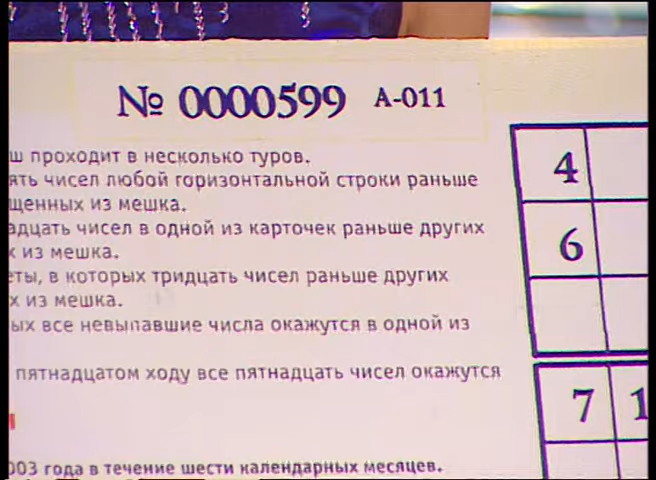 № 0000599 А-011
ш проходит в несколько туров.
ять чисел любой горизонтальной строки раньше
щенных из мешка.
адцать чисел в одной из карточек раньше других
х из мешка.
еты, в которых тридцать чисел раньше других
х из мешка.
ых все невыпавшие числа окажутся в одной из
пятнадцатом ходу все пятнадцать чисел окажутся
003 года в течение шести календарных месяцев.
4
6
7 1